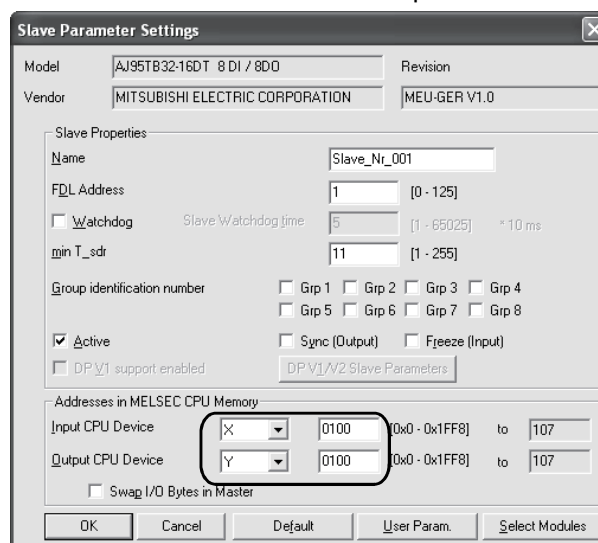 Slave Parameter Settings
Model AJ95TB32-16DT 8 DI / 8DO Revision
Vendor MITSUBISHI ELECTRIC CORPORATION MEU-GER V1.0
Slave Properties
Name Slave_Nr_001
FDL Address 1 [0 - 125]
Watchdog Slave Watchdog time 5 [1 - 65025] * 10 ms
min T_sdr 11 [1 - 255]
Group identification number Grp 1 Grp 2 Grp 3 Grp 4
Grp 5 Grp 6 Grp 7 Grp 8
Active Sync (Output) Freeze (Input)
DP V1 support enabled DP V1/V2 Slave Parameters
Addresses in MELSEC CPU Memory
Input CPU Device X 0100 [0x0 - 0x1FF8] to 107
Output CPU Device Y 0100 [0x0 - 0x1FF8] to 107
Swap I/O Bytes in Master
OK Cancel Default User Param. Select Modules